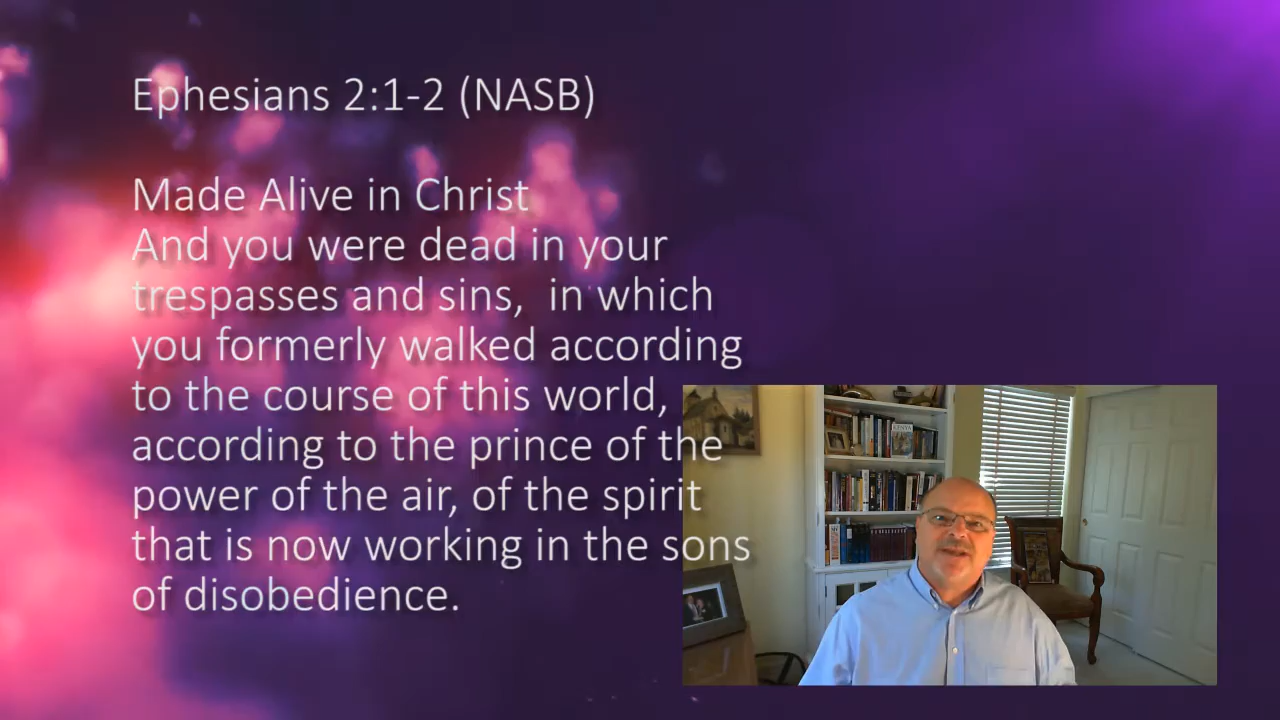 Ephesians 2:1-2 (NASB)
Made Alive in Christ
And you were dead in your
trespasses and sins,  in which
you formerly walked according
to the course of this world,
according to the prince of the
power of the air, of the spirit
that is now working in the sons
of disobedience.